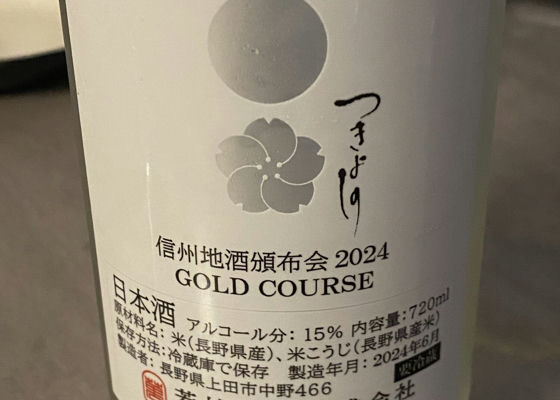 つきよしの
信州地酒頒布会2024
GOLD COURSE
日本酒 アルコール分：15% 内容量：720ml
原材料名：米（長野県産）、米こうじ（長野県産米）
保存方法：冷蔵庫で保存 製造年月：2024年6月
要冷蔵
製造者：長野県上田市中野466